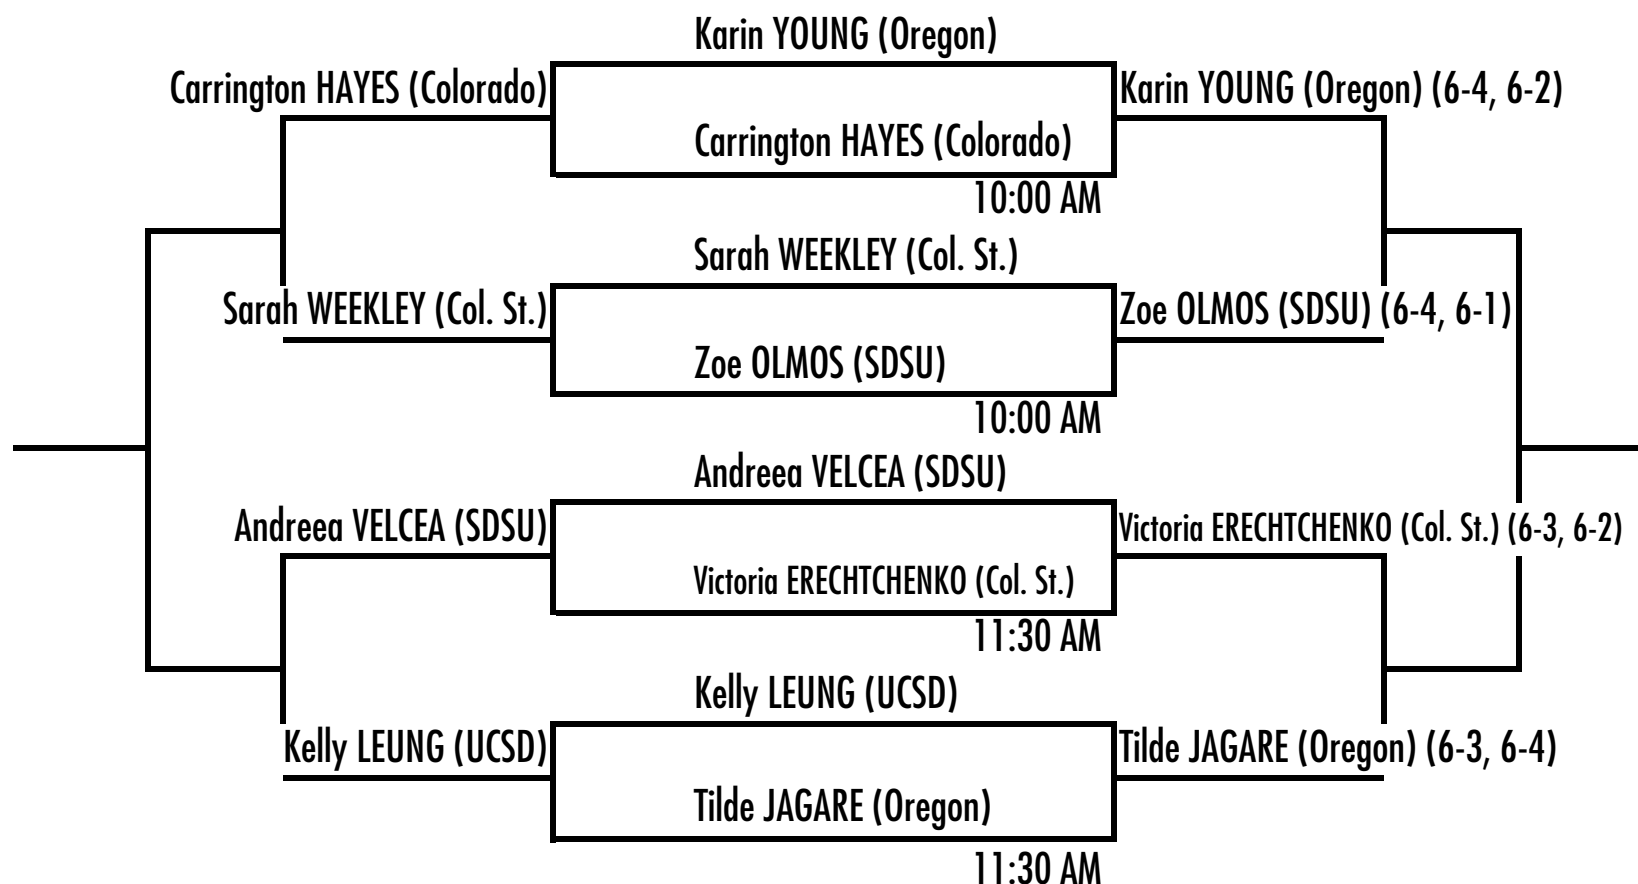 Karin YOUNG (Oregon)
Carrington HAYES (Colorado)
Karin YOUNG (Oregon) (6-4, 6-2)
Carrington HAYES (Colorado)
10:00 AM
Sarah WEEKLEY (Col. St.)
Sarah WEEKLEY (Col. St.)
Zoe OLMOS (SDSU) (6-4, 6-1)
Zoe OLMOS (SDSU)
10:00 AM
Andreea VELCEA (SDSU)
Andreea VELCEA (SDSU)
Victoria ERECHTCHENKO (Col. St.) (6-3, 6-2)
Victoria ERECHTCHENKO (Col. St.)
11:30 AM
Kelly LEUNG (UCSD)
Kelly LEUNG (UCSD)
Tilde JAGARE (Oregon) (6-3, 6-4)
Tilde JAGARE (Oregon)
11:30 AM